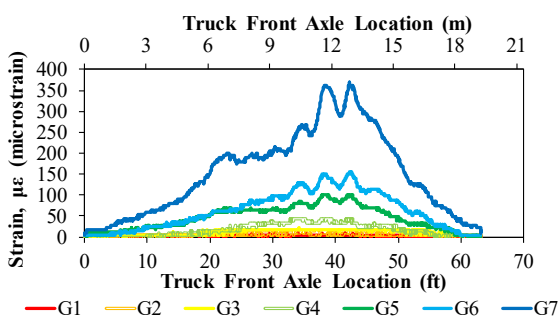 Truck Front Axle Location (m)
0 3 6 9 12 15 18 21
Strain, με (microstrain)
400
350
300
250
200
150
100
50
0
0 10 20 30 40 50 60 70
Truck Front Axle Location (ft)
G1 G2 G3 G4 G5 G6 G7